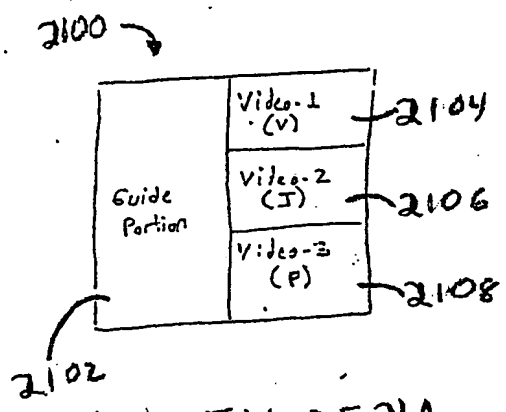 2100
Video-1
(V)
2104
Guide
Portion
Video-2
(I)
2106
Video-3
(P)
2108
2102